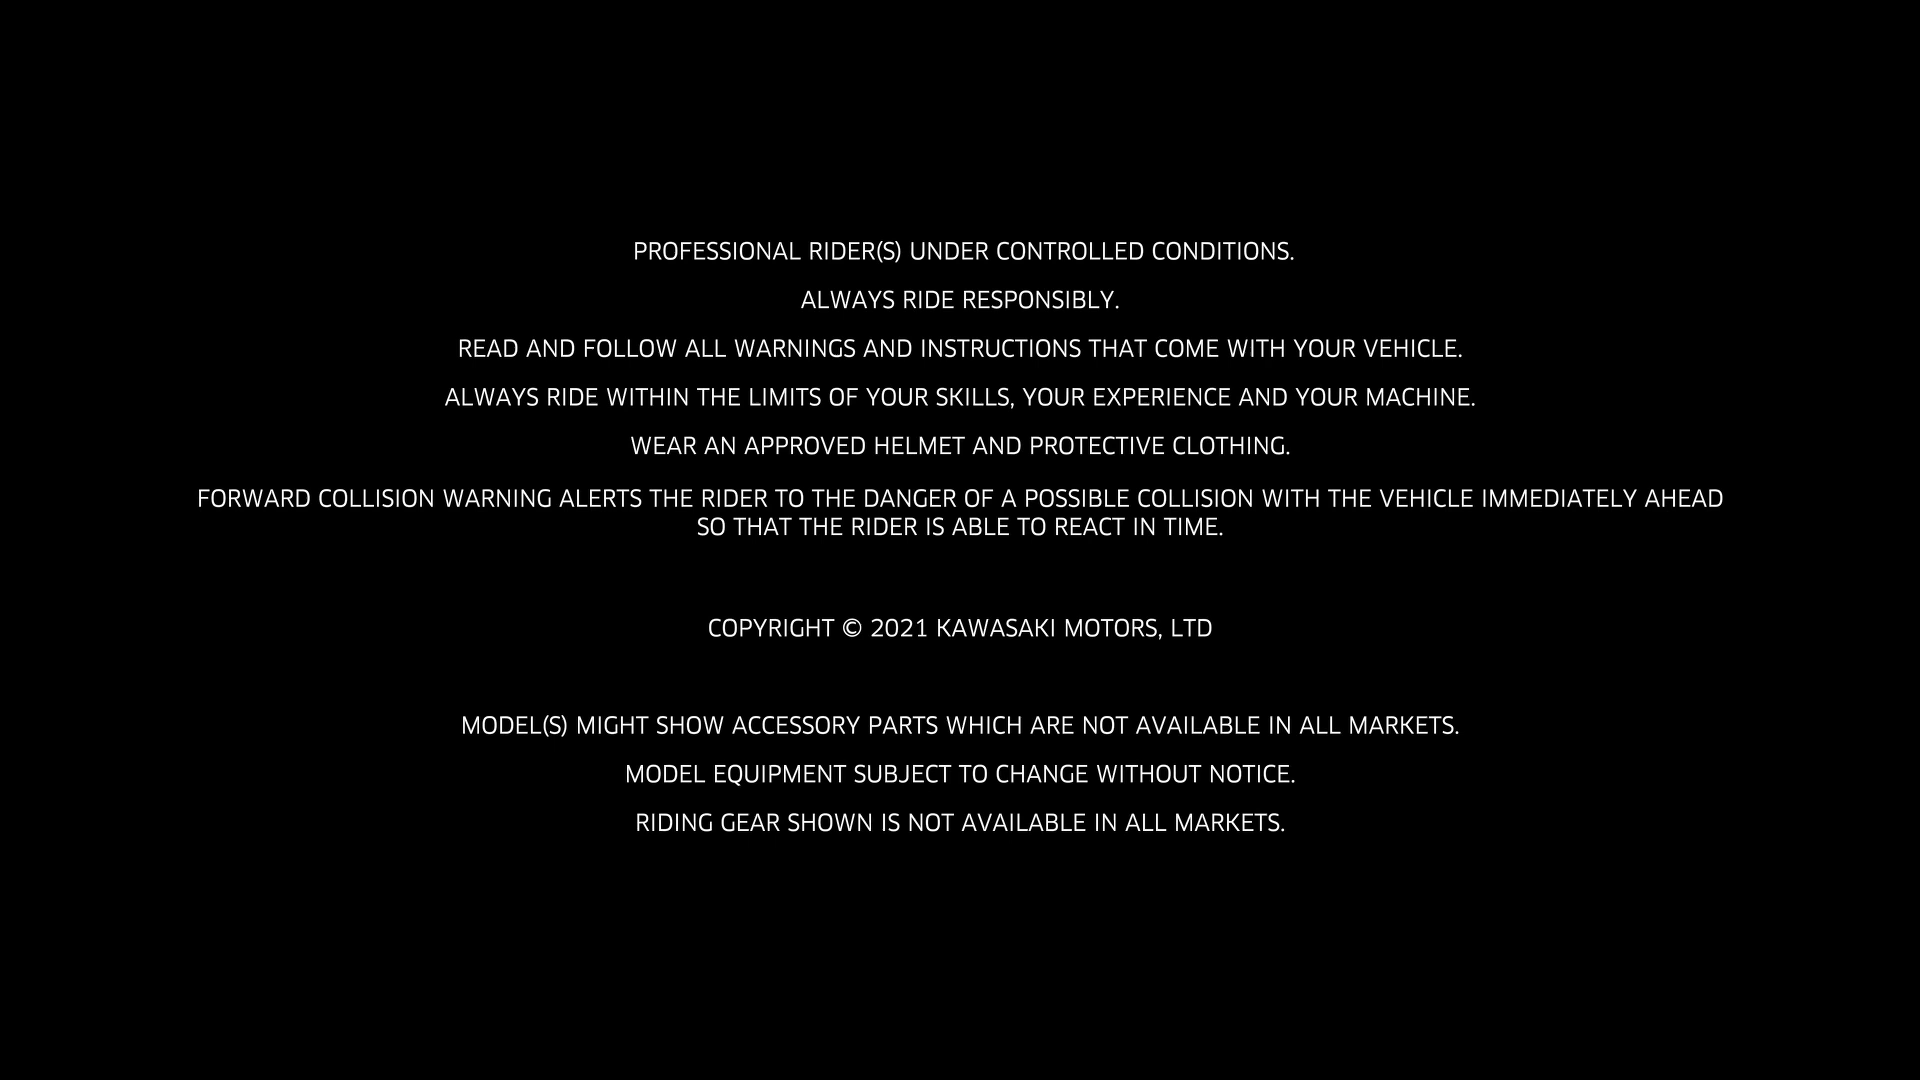 PROFESSIONAL RIDER(S) UNDER CONTROLLED CONDITIONS.
ALWAYS RIDE RESPONSIBLY.
READ AND FOLLOW ALL WARNINGS AND INSTRUCTIONS THAT COME WITH YOUR VEHICLE.
ALWAYS RIDE WITHIN THE LIMITS OF YOUR SKILLS, YOUR EXPERIENCE AND YOUR MACHINE.
WEAR AN APPROVED HELMET AND PROTECTIVE CLOTHING.
FORWARD COLLISION WARNING ALERTS THE RIDER TO THE DANGER OF A POSSIBLE COLLISION WITH THE VEHICLE IMMEDIATELY AHEAD
SO THAT THE RIDER IS ABLE TO REACT IN TIME.
COPYRIGHT © 2021 KAWASAKI MOTORS, LTD
MODEL(S) MIGHT SHOW ACCESSORY PARTS WHICH ARE NOT AVAILABLE IN ALL MARKETS.
MODEL EQUIPMENT SUBJECT TO CHANGE WITHOUT NOTICE.
RIDING GEAR SHOWN IS NOT AVAILABLE IN ALL MARKETS.